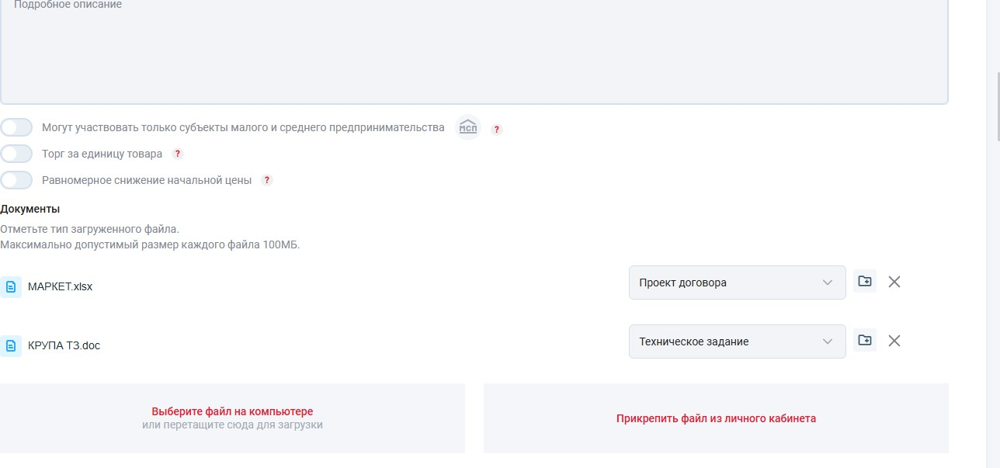 Подробное описание
Могут участвовать только субъекты малого и среднего предпринимательства МСП ?
Торг за единицу товара ?
Равномерное снижение начальной цены ?
Документы
Отметьте тип загруженного файла.
Максимально допустимый размер каждого файла 100МБ.
МАРКЕТ.xlsx Проект договора
КРУПА ТЗ.doc Техническое задание
Выберите файл на компьютере
или перетащите сюда для загрузки
Прикрепить файл из личного кабинета